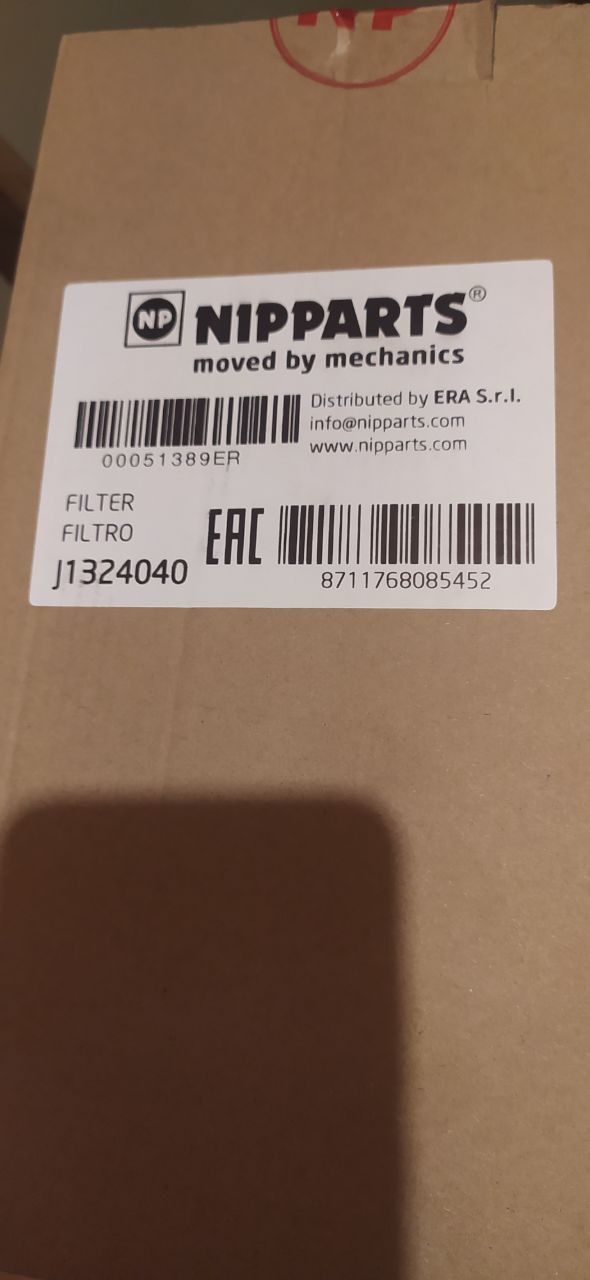 NP
NP NIPPARTS®
moved by mechanics
Distributed by ERA S.r.l.
info@nipparts.com
www.nipparts.com
00051389ER
FILTER
FILTRO
J1324040
EAC
8711768085452